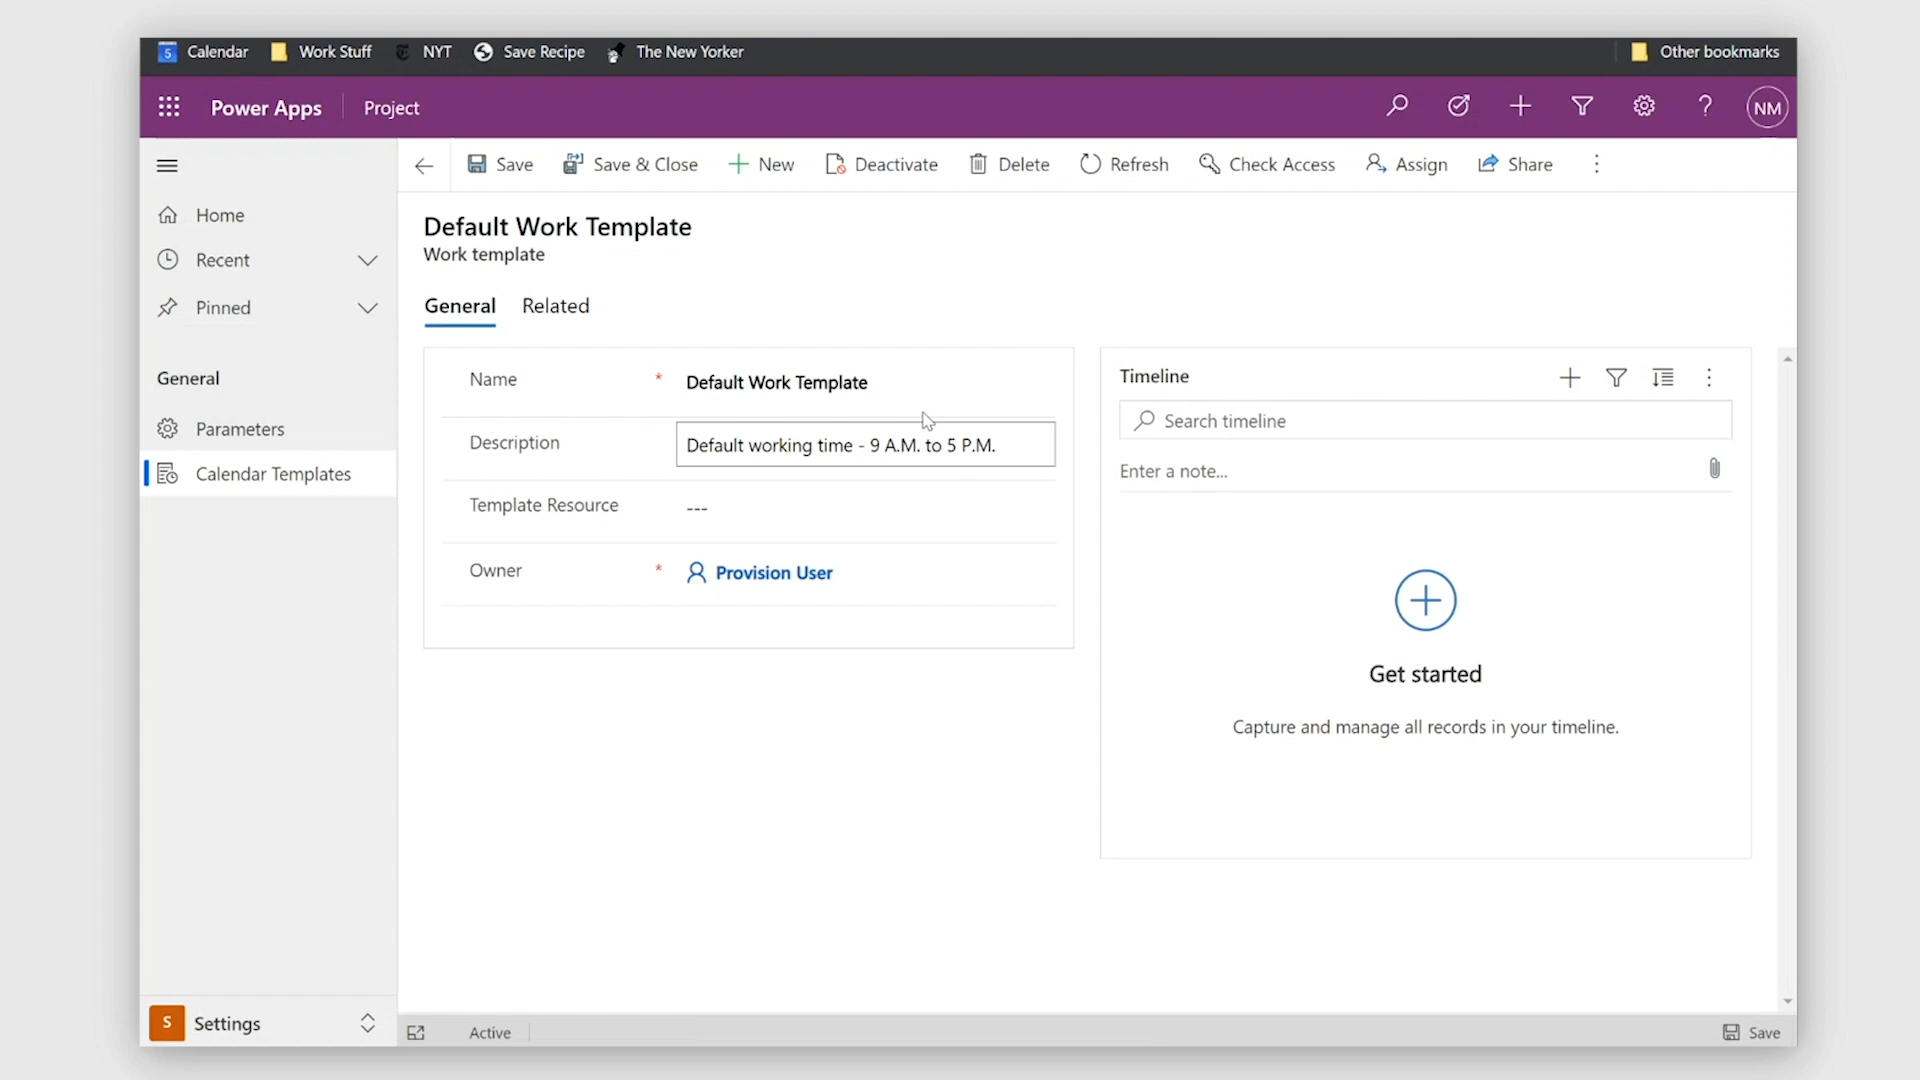 5 Calendar Work Stuff NYT Save Recipe The New Yorker Other bookmarks
Power Apps Project NM
Save Save & Close New Deactivate Delete Refresh Check Access Assign Share
Home
Recent
Pinned
General
Parameters
Calendar Templates
Default Work Template
Work template
General Related
Name * Default Work Template
Description Default working time - 9 A.M. to 5 P.M.
Template Resource ---
Owner * Provision User
Timeline
Search timeline
Enter a note...
Get started
Capture and manage all records in your timeline.
S Settings
Active Save